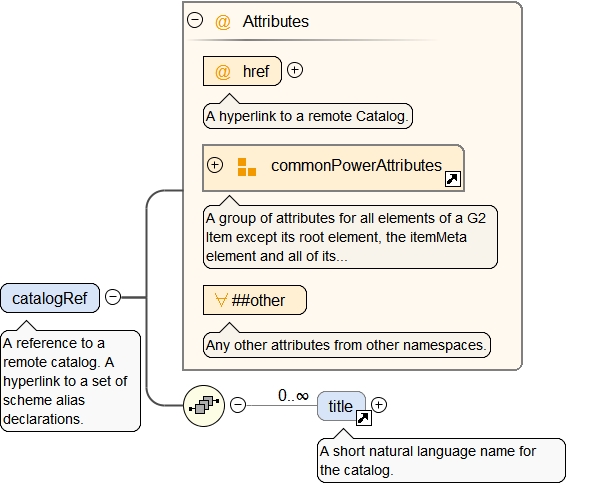 @ Attributes
@ href
A hyperlink to a remote Catalog.
commonPowerAttributes
A group of attributes for all elements of a G2
Item except its root element, the itemMeta
element and all of its...
∀ ##other
Any other attributes from other namespaces.
catalogRef
A reference to a
remote catalog. A
hyperlink to a set of
scheme alias
declarations.
0..∞
title
A short natural language name for
the catalog.